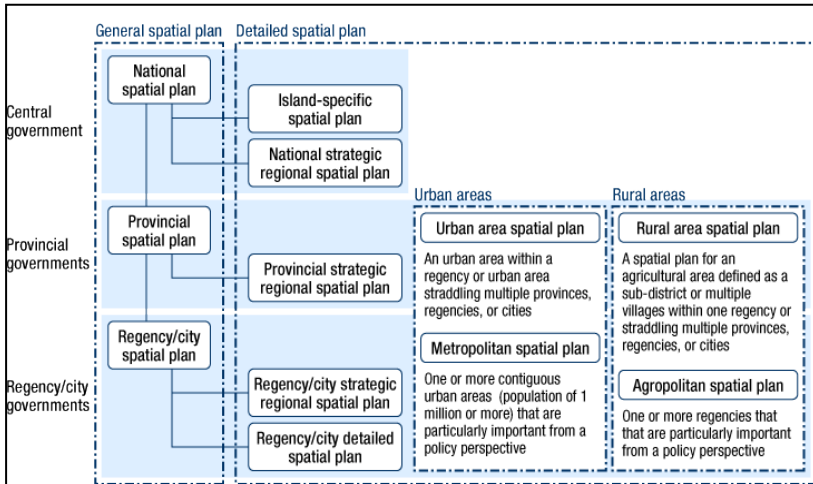 General spatial plan
Detailed spatial plan
Central
government
National
spatial plan
Island-specific
spatial plan
National strategic
regional spatial plan
Provincial
governments
Provincial
spatial plan
Provincial strategic
regional spatial plan
Regency/city
governments
Regency/city
spatial plan
Regency/city strategic
regional spatial plan
Regency/city detailed
spatial plan
Urban areas
Urban area spatial plan
An urban area within a
regency or urban area
straddling multiple provinces,
regencies, or cities
Metropolitan spatial plan
One or more contiguous
urban areas (population of 1
million or more) that are
particularly important from a
policy perspective
Rural areas
Rural area spatial plan
A spatial plan for an
agricultural area defined as a
sub-district or multiple
villages within one regency or
straddling multiple provinces,
regencies, or cities
Agropolitan spatial plan
One or more regencies that
that are particularly important
from a policy perspective